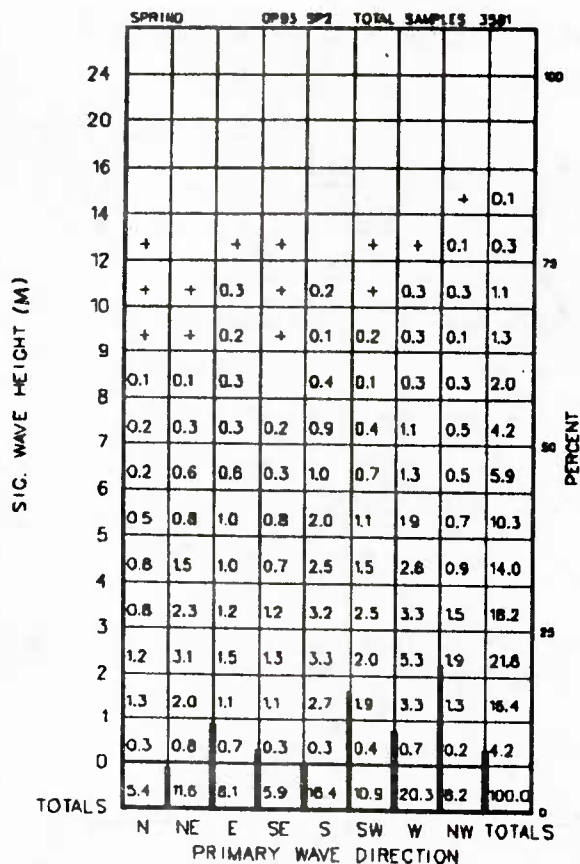 SPRING SP2 TOTAL SAMPLES 3581
24 100
20
16
+ 0.1
14
+ + + + + 0.1 0.3
12 75
+ + 0.3 + 0.2 + 0.3 0.3 1.1
10
+ + 0.2 + 0.1 0.2 0.3 0.1 1.3
9
0.1 0.1 0.3 0.4 0.1 0.3 0.3 2.0
8
0.2 0.3 0.3 0.2 0.9 0.4 1.1 0.5 4.2
7 50
0.2 0.6 0.6 0.3 1.0 0.7 1.3 0.5 5.9
6
0.5 0.8 1.0 0.8 2.0 1.1 1.9 0.7 10.3
5
0.8 1.5 1.0 0.7 2.5 1.5 2.6 0.9 14.0
4
0.8 2.3 1.2 1.2 3.2 2.5 3.3 1.5 18.2
3 25
1.2 3.1 1.5 1.3 3.3 2.0 5.3 1.9 21.8
2
1.3 2.0 1.1 1.1 2.7 1.9 3.3 1.3 16.4
1
0.3 0.8 0.7 0.3 0.3 0.4 0.7 0.2 4.2
0
5.4 11.6 8.1 5.9 16.4 10.9 20.3 8.2 100.0
TOTALS 0
N NE E SE S SW W NW TOTALS
PRIMARY WAVE DIRECTION
SIG. WAVE HEIGHT (M)
PERCENT